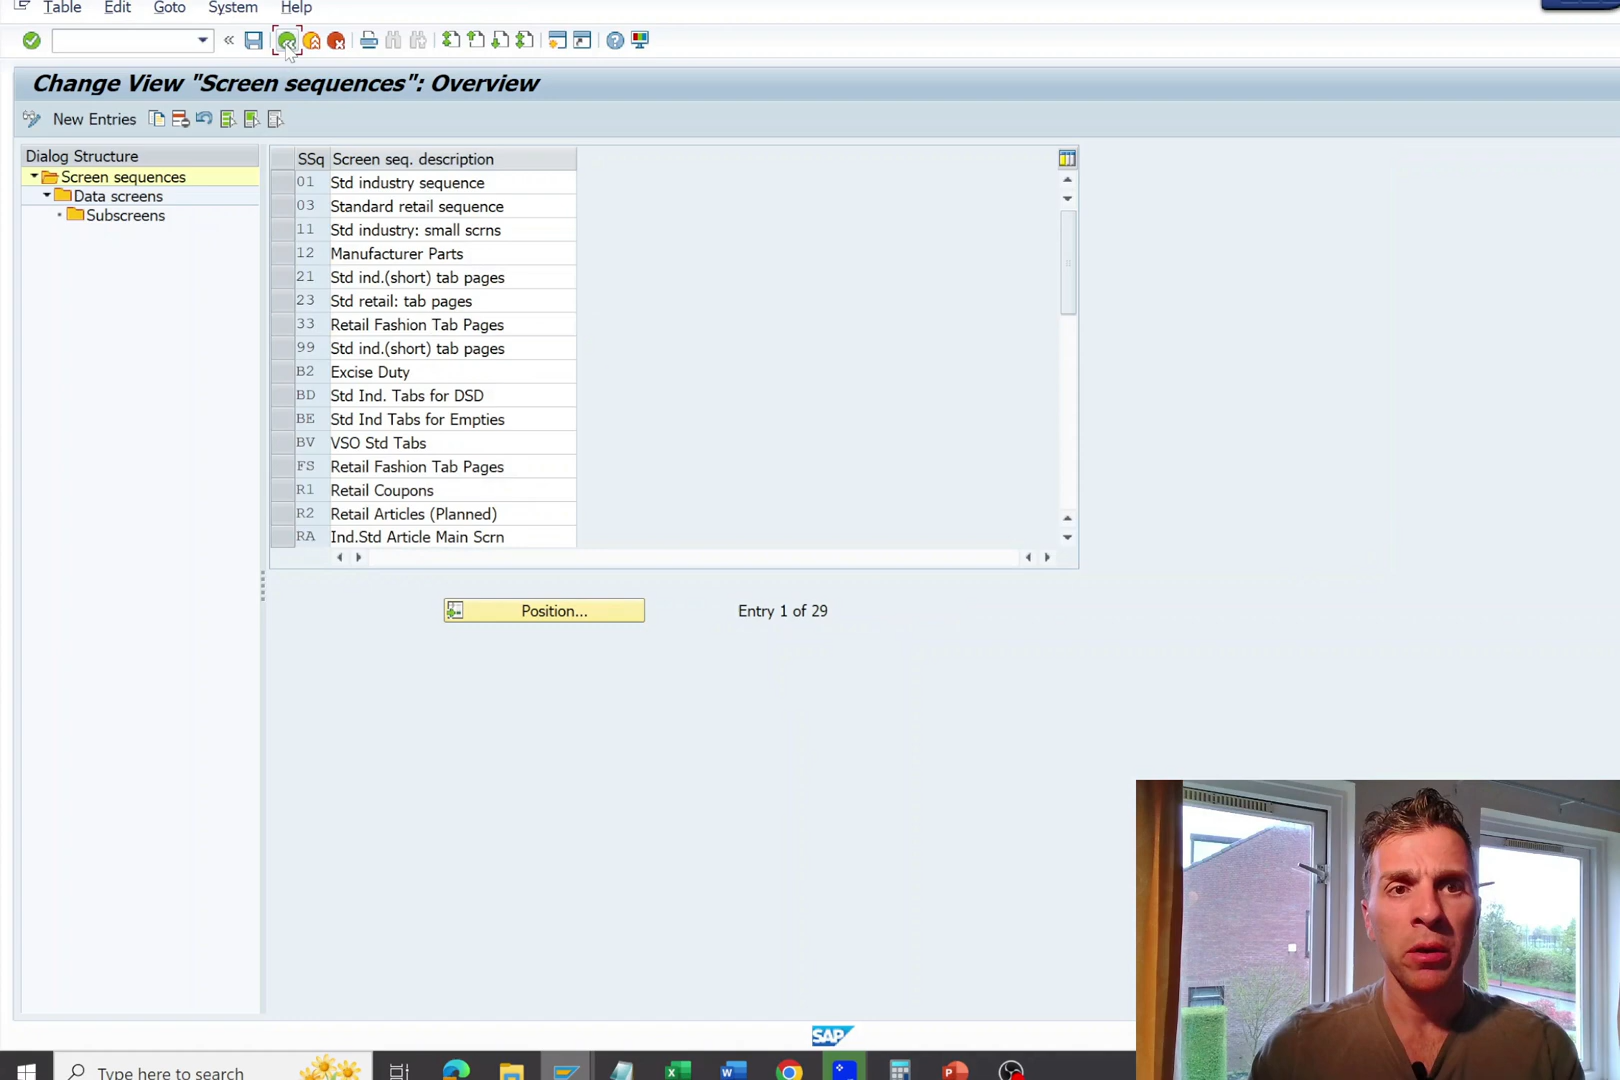 Table Edit Goto System Help
Change View "Screen sequences": Overview
New Entries
Dialog Structure
Screen sequences
Data screens
Subscreens
SSq Screen seq. description
01 Std industry sequence
03 Standard retail sequence
11 Std industry: small scrns
12 Manufacturer Parts
21 Std ind.(short) tab pages
23 Std retail: tab pages
33 Retail Fashion Tab Pages
99 Std ind.(short) tab pages
B2 Excise Duty
BD Std Ind. Tabs for DSD
BE Std Ind Tabs for Empties
BV VSO Std Tabs
FS Retail Fashion Tab Pages
R1 Retail Coupons
R2 Retail Articles (Planned)
RA Ind.Std Article Main Scrn
Position... Entry 1 of 29
SAP
Type here to search